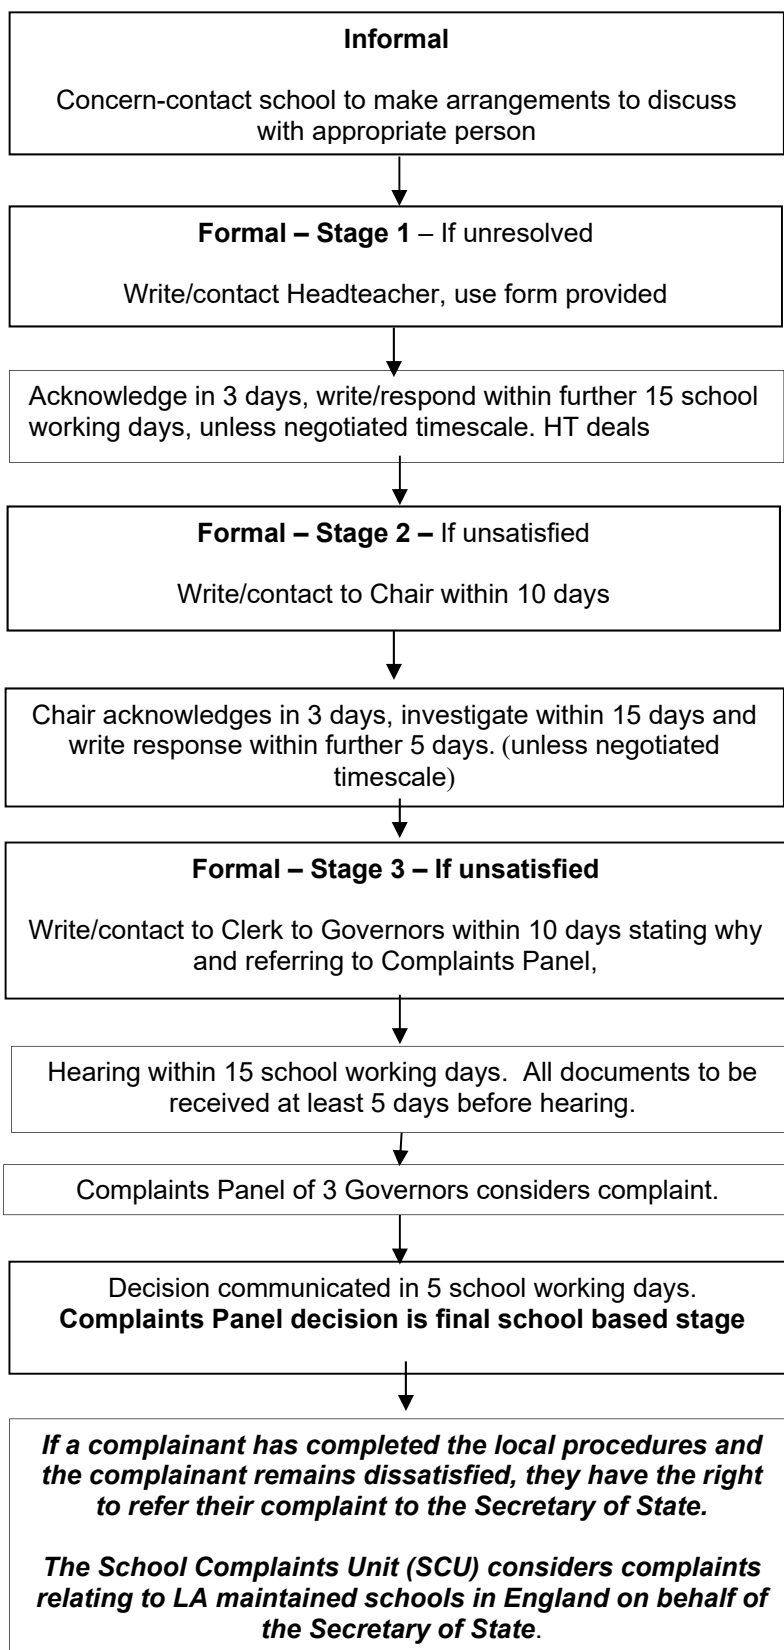 Informal
Concern-contact school to make arrangements to discuss
with appropriate person
Formal – Stage 1 – If unresolved
Write/contact Headteacher, use form provided
Acknowledge in 3 days, write/respond within further 15 school
working days, unless negotiated timescale. HT deals
Formal – Stage 2 – If unsatisfied
Write/contact to Chair within 10 days
Chair acknowledges in 3 days, investigate within 15 days and
write response within further 5 days. (unless negotiated
timescale)
Formal – Stage 3 – If unsatisfied
Write/contact to Clerk to Governors within 10 days stating why
and referring to Complaints Panel,
Hearing within 15 school working days.  All documents to be
received at least 5 days before hearing.
Complaints Panel of 3 Governors considers complaint.
Decision communicated in 5 school working days.
Complaints Panel decision is final school based stage
If a complainant has completed the local procedures and
the complainant remains dissatisfied, they have the right
to refer their complaint to the Secretary of State.
The School Complaints Unit (SCU) considers complaints
relating to LA maintained schools in England on behalf of
the Secretary of State.